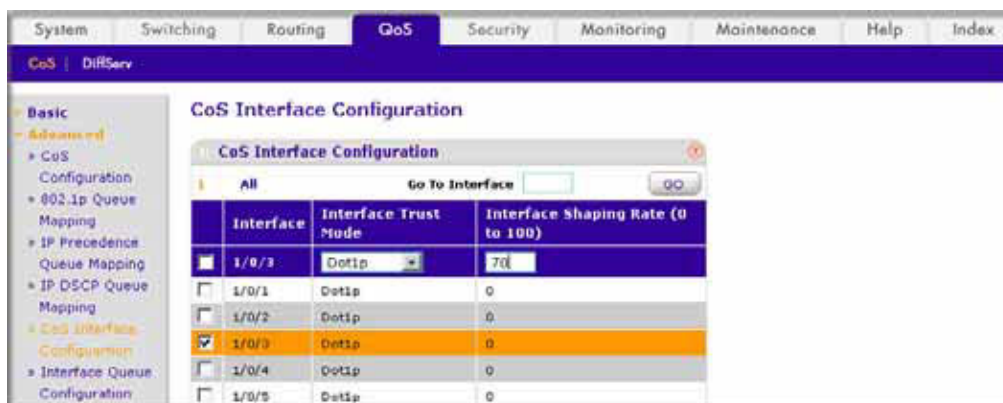 System Switching Routing QoS Security Monitoring Maintenance Help Index
CoS | DiffServ
Basic
Advanced
» CoS
Configuration
» 802.1p Queue
Mapping
» IP Precedence
Queue Mapping
» IP DSCP Queue
Mapping
» CoS Interface
Configuration
» Interface Queue
Configuration
CoS Interface Configuration
CoS Interface Configuration
1 All Go To Interface GO
Interface Interface Trust Mode Interface Shaping Rate (0 to 100)
1/0/3 Dot1p 70
1/0/1 Dot1p 0
1/0/2 Dot1p 0
1/0/3 Dot1p 0
1/0/4 Dot1p 0
1/0/5 Dot1p 0